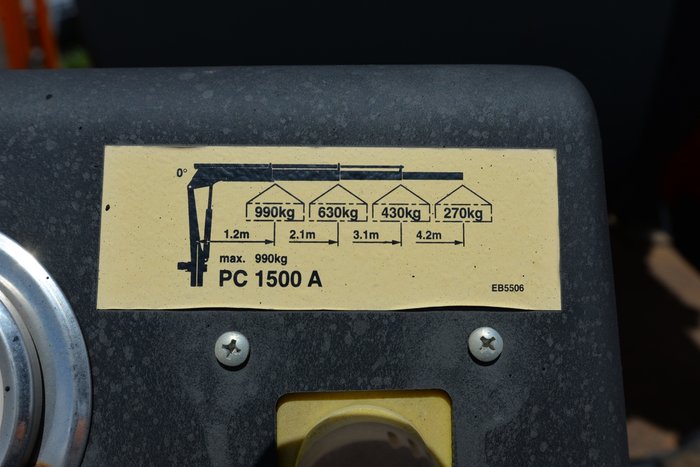 0°
990kg 630kg 430kg 270kg
1.2m 2.1m 3.1m 4.2m
max. 990kg
PC 1500 A
EB5506